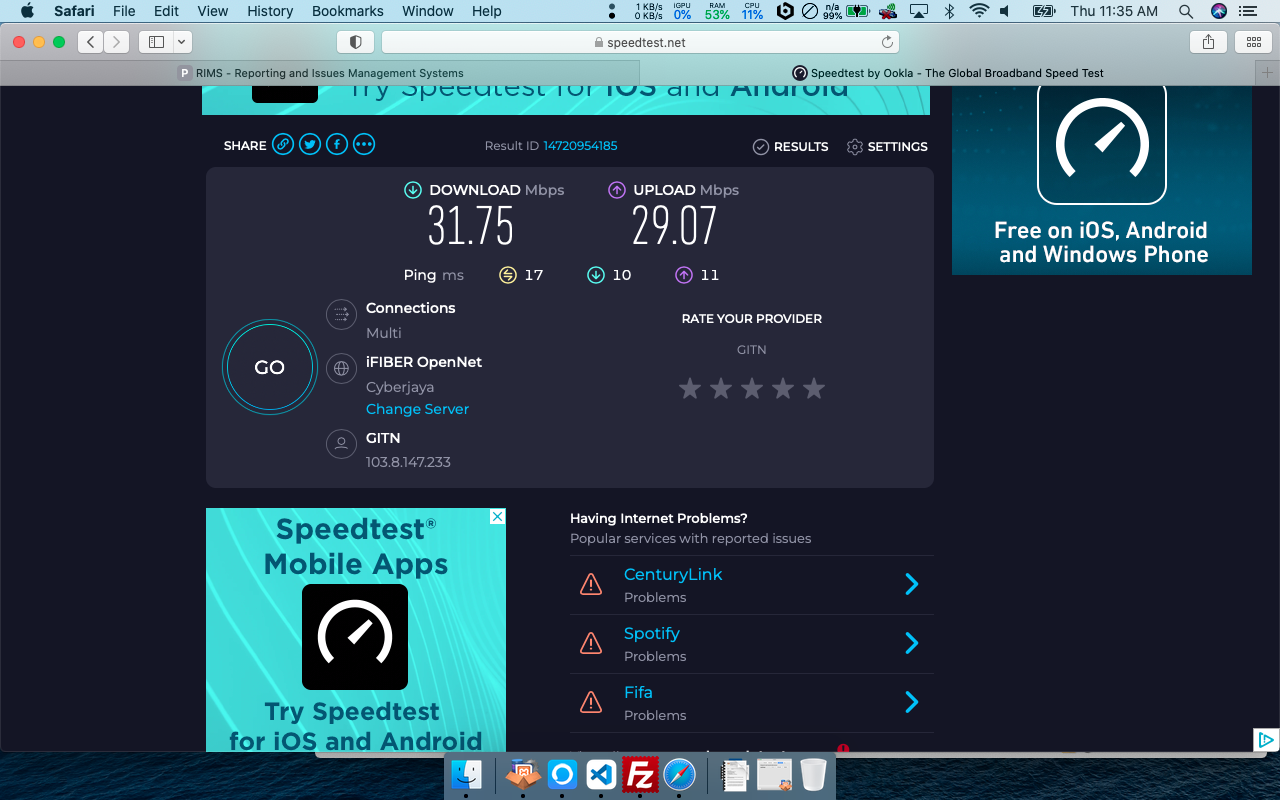 Safari File Edit View History Bookmarks Window Help
1 KB/s
0 KB/s
IGPU
0%
RAM
53%
CPU
11%
n/a
99%
Thu 11:35 AM
speedtest.net
P RIMS - Reporting and Issues Management Systems
Speedtest by Ookla - The Global Broadband Speed Test
Try Speedtest for iOS and Android
SHARE
Result ID 14720954185
RESULTS
SETTINGS
DOWNLOAD Mbps
31.75
UPLOAD Mbps
29.07
Ping ms 17 10 11
GO
Connections
Multi
iFIBER OpenNet
Cyberjaya
Change Server
GITN
103.8.147.233
RATE YOUR PROVIDER
GITN
Free on iOS, Android
and Windows Phone
Speedtest®
Mobile Apps
Try Speedtest
for iOS and Android
Having Internet Problems?
Popular services with reported issues
CenturyLink
Problems
Spotify
Problems
Fifa
Problems
Fz